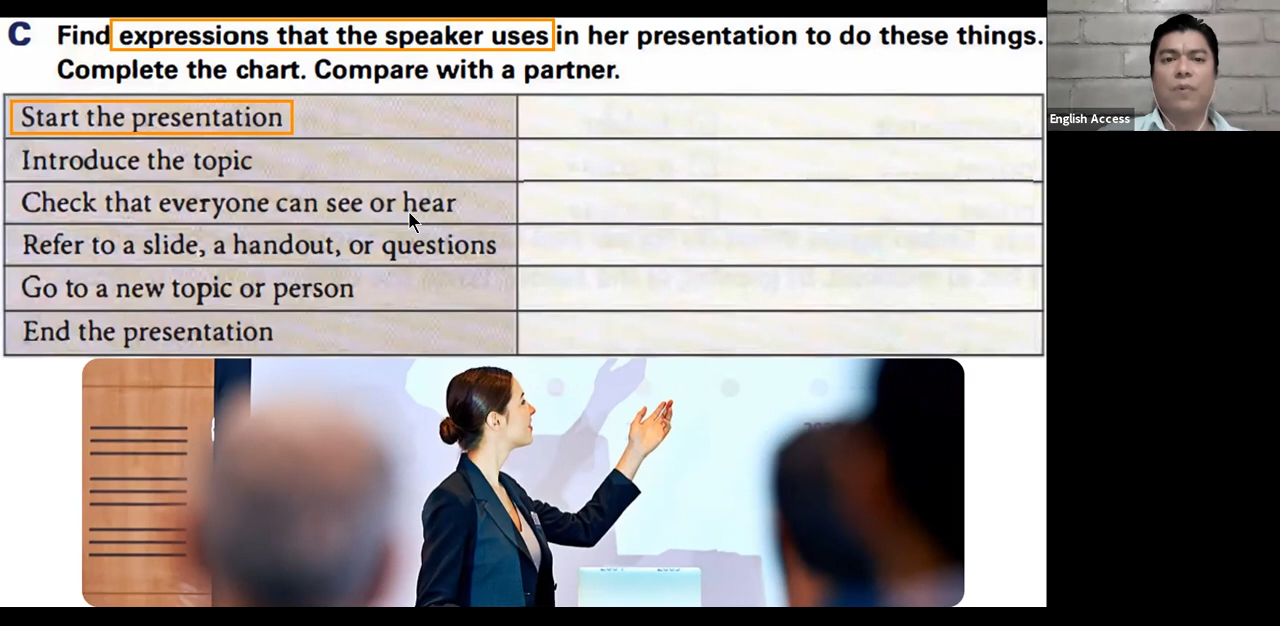 C Find expressions that the speaker uses in her presentation to do these things.
Complete the chart. Compare with a partner.
Start the presentation
Introduce the topic
Check that everyone can see or hear
Refer to a slide, a handout, or questions
Go to a new topic or person
End the presentation
English Access